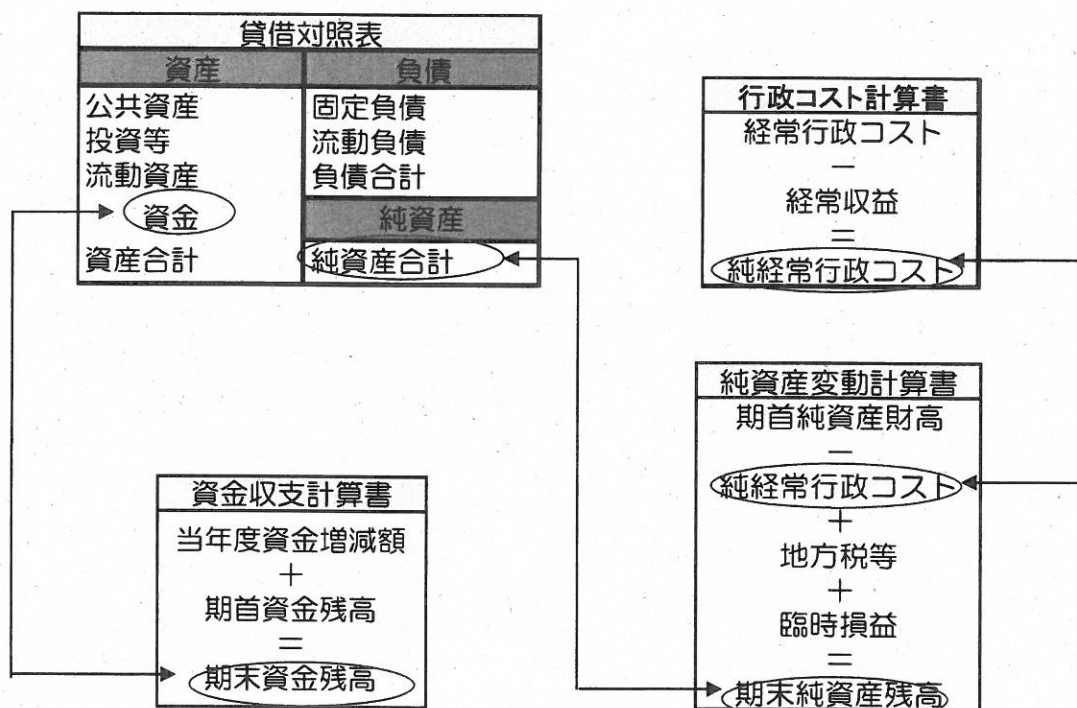 貸借対照表
資産 負債
公共資産 固定負債
投資等 流動負債
流動資産 負債合計
資金 純資産
資産合計 純資産合計
行政コスト計算書
経常行政コスト
－
経常収益
＝
純経常行政コスト
資金収支計算書
当年度資金増減額
＋
期首資金残高
＝
期末資金残高
純資産変動計算書
期首純資産財高
－
純経常行政コスト
＋
地方税等
＋
臨時損益
＝
期末純資産残高